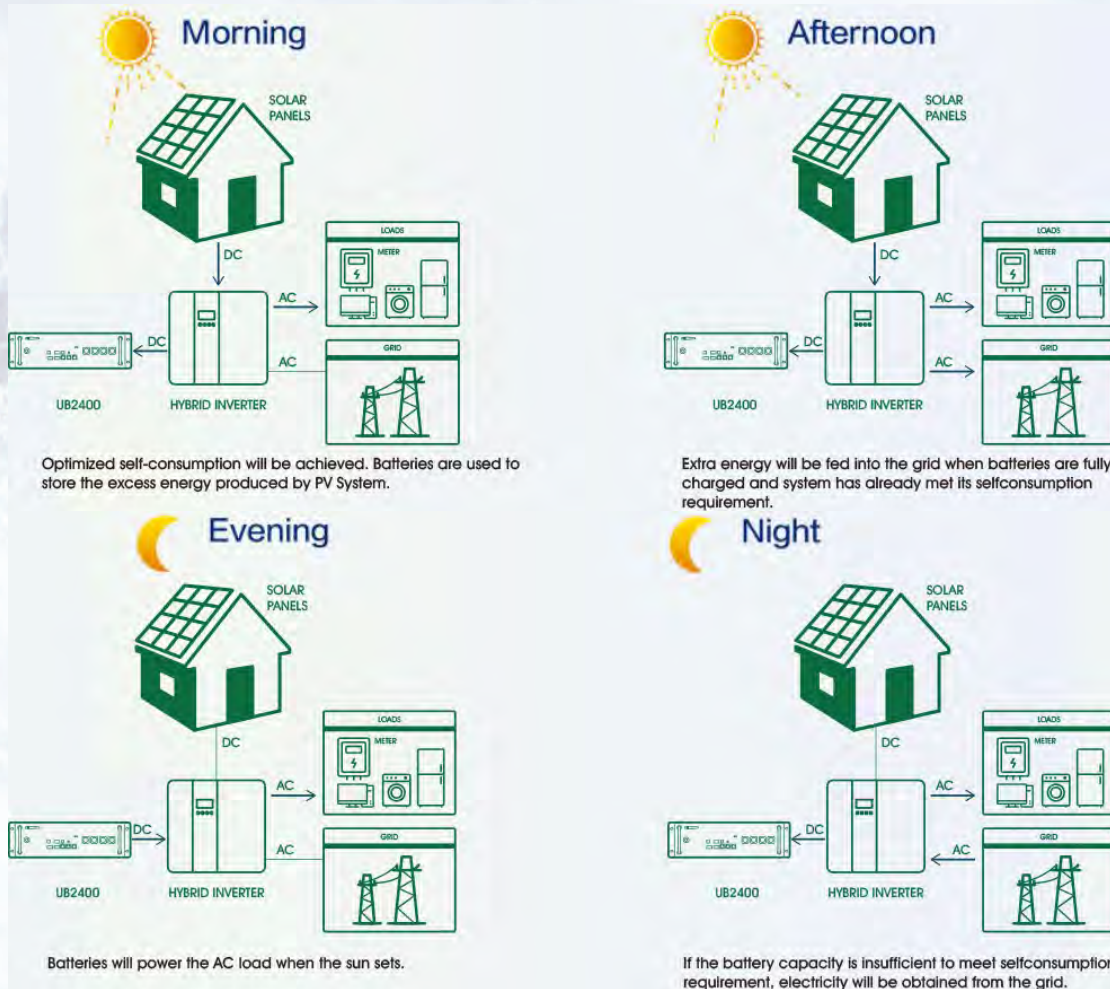 Morning
SOLAR
PANELS
DC
LOADS
METER
AC
DC
GRID
AC
UB2400
HYBRID INVERTER
Optimized self-consumption will be achieved. Batteries are used to
store the excess energy produced by PV System.
Afternoon
SOLAR
PANELS
DC
LOADS
METER
AC
DC
GRID
AC
UB2400
HYBRID INVERTER
Extra energy will be fed into the grid when batteries are fully
charged and system has already met its selfconsumption
requirement.
Evening
SOLAR
PANELS
DC
LOADS
METER
AC
DC
GRID
AC
UB2400
HYBRID INVERTER
Batteries will power the AC load when the sun sets.
Night
SOLAR
PANELS
DC
LOADS
METER
AC
DC
GRID
AC
UB2400
HYBRID INVERTER
If the battery capacity is insufficient to meet selfconsumption
requirement, electricity will be obtained from the grid.